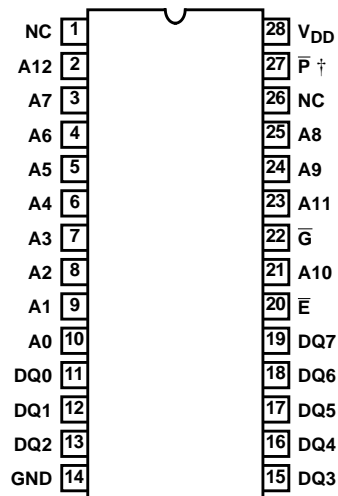 NC 1 28 V_DD
A12 2 27 P̅ †
A7 3 26 NC
A6 4 25 A8
A5 5 24 A9
A4 6 23 A11
A3 7 22 G̅
A2 8 21 A10
A1 9 20 E̅
A0 10 19 DQ7
DQ0 11 18 DQ6
DQ1 12 17 DQ5
DQ2 13 16 DQ4
GND 14 15 DQ3